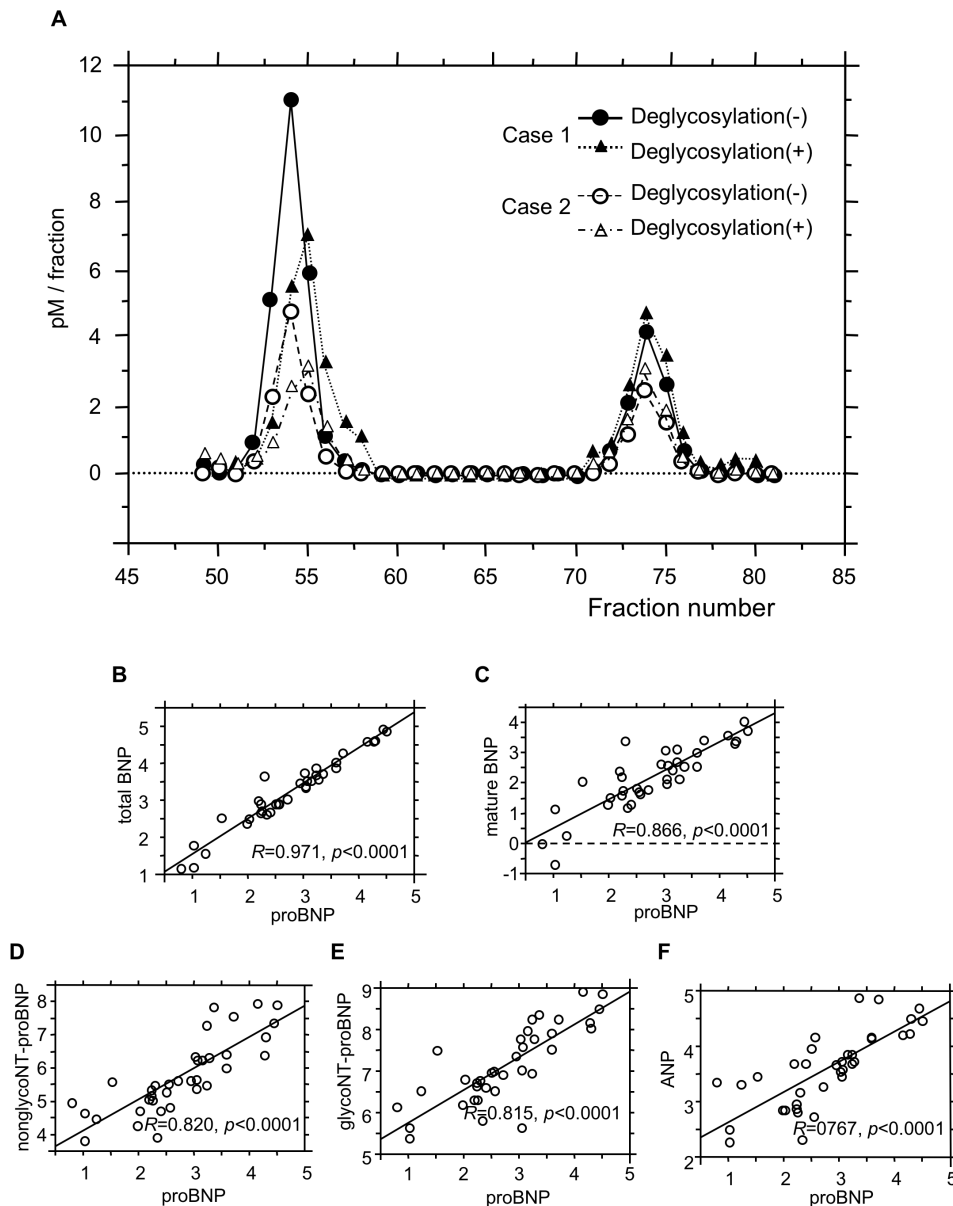 A
12
10
8
6
4
2
0
pM / fraction
Case 1
Deglycosylation(-)
Deglycosylation(+)
Case 2
Deglycosylation(-)
Deglycosylation(+)
45 50 55 60 65 70 75 80 85
Fraction number
B
total BNP
5
4
3
2
1
R=0.971, p<0.0001
1 2 3 4 5
proBNP
C
mature BNP
4
3
2
1
0
-1
R=0.866, p<0.0001
1 2 3 4 5
proBNP
D
nonglycoNT-proBNP
8
7
6
5
4
R=0.820, p<0.0001
1 2 3 4 5
proBNP
E
glycoNT-proBNP
9
8
7
6
5
R=0.815, p<0.0001
1 2 3 4 5
proBNP
F
ANP
5
4
3
2
R=0767, p<0.0001
1 2 3 4 5
proBNP